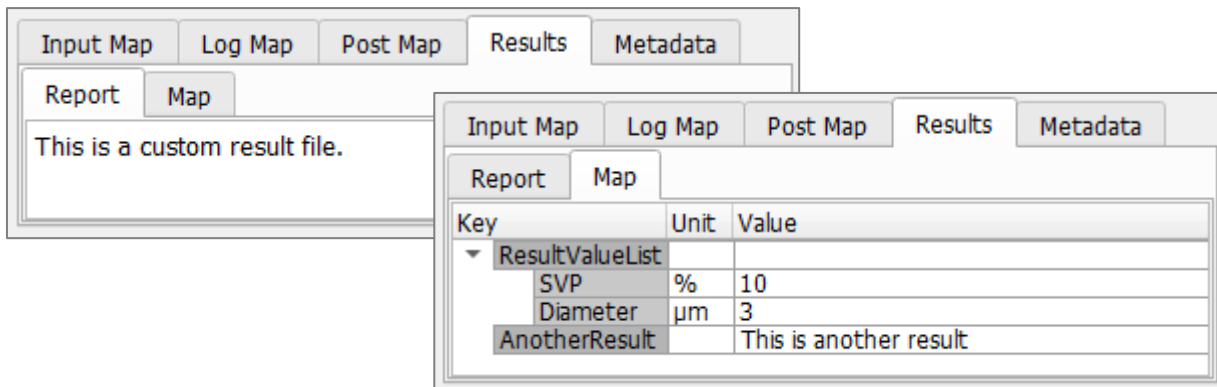 Input Map Log Map Post Map Results Metadata
Report Map
This is a custom result file.
Input Map Log Map Post Map Results Metadata
Report Map
Key Unit Value
ResultValueList
SVP % 10
Diameter µm 3
AnotherResult This is another result